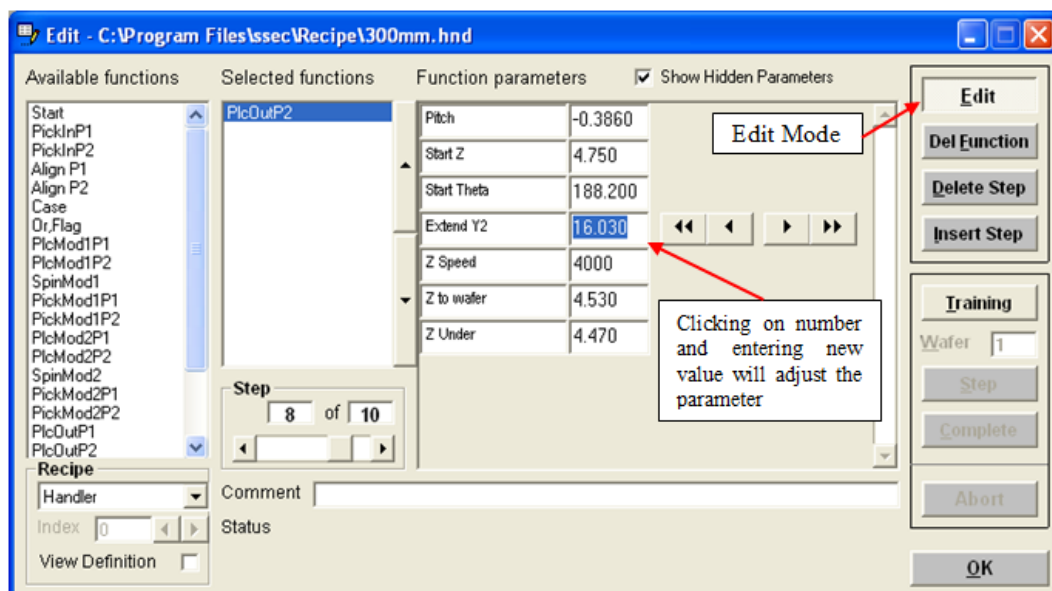 Edit - C:\Program Files\ssec\Recipe\300mm.hnd
Available functions
Selected functions
Function parameters
Show Hidden Parameters
Start
PickInP1
PickInP2
Align P1
Align P2
Case
Or,Flag
PlcMod1P1
PlcMod1P2
SpinMod1
PickMod1P1
PickMod1P2
PlcMod2P1
PlcMod2P2
SpinMod2
PickMod2P1
PickMod2P2
PlcOutP1
PlcOutP2
PlcOutP2
Pitch -0.3860
Start Z 4.750
Start Theta 188.200
Extend Y2 16.030
Z Speed 4000
Z to wafer 4.530
Z Under 4.470
Edit Mode
Clicking on number
and entering new
value will adjust the
parameter
Edit
Del Function
Delete Step
Insert Step
Training
Wafer 1
Step
Complete
Abort
OK
Step
8 of 10
Recipe
Handler
Index 0
View Definition
Comment
Status